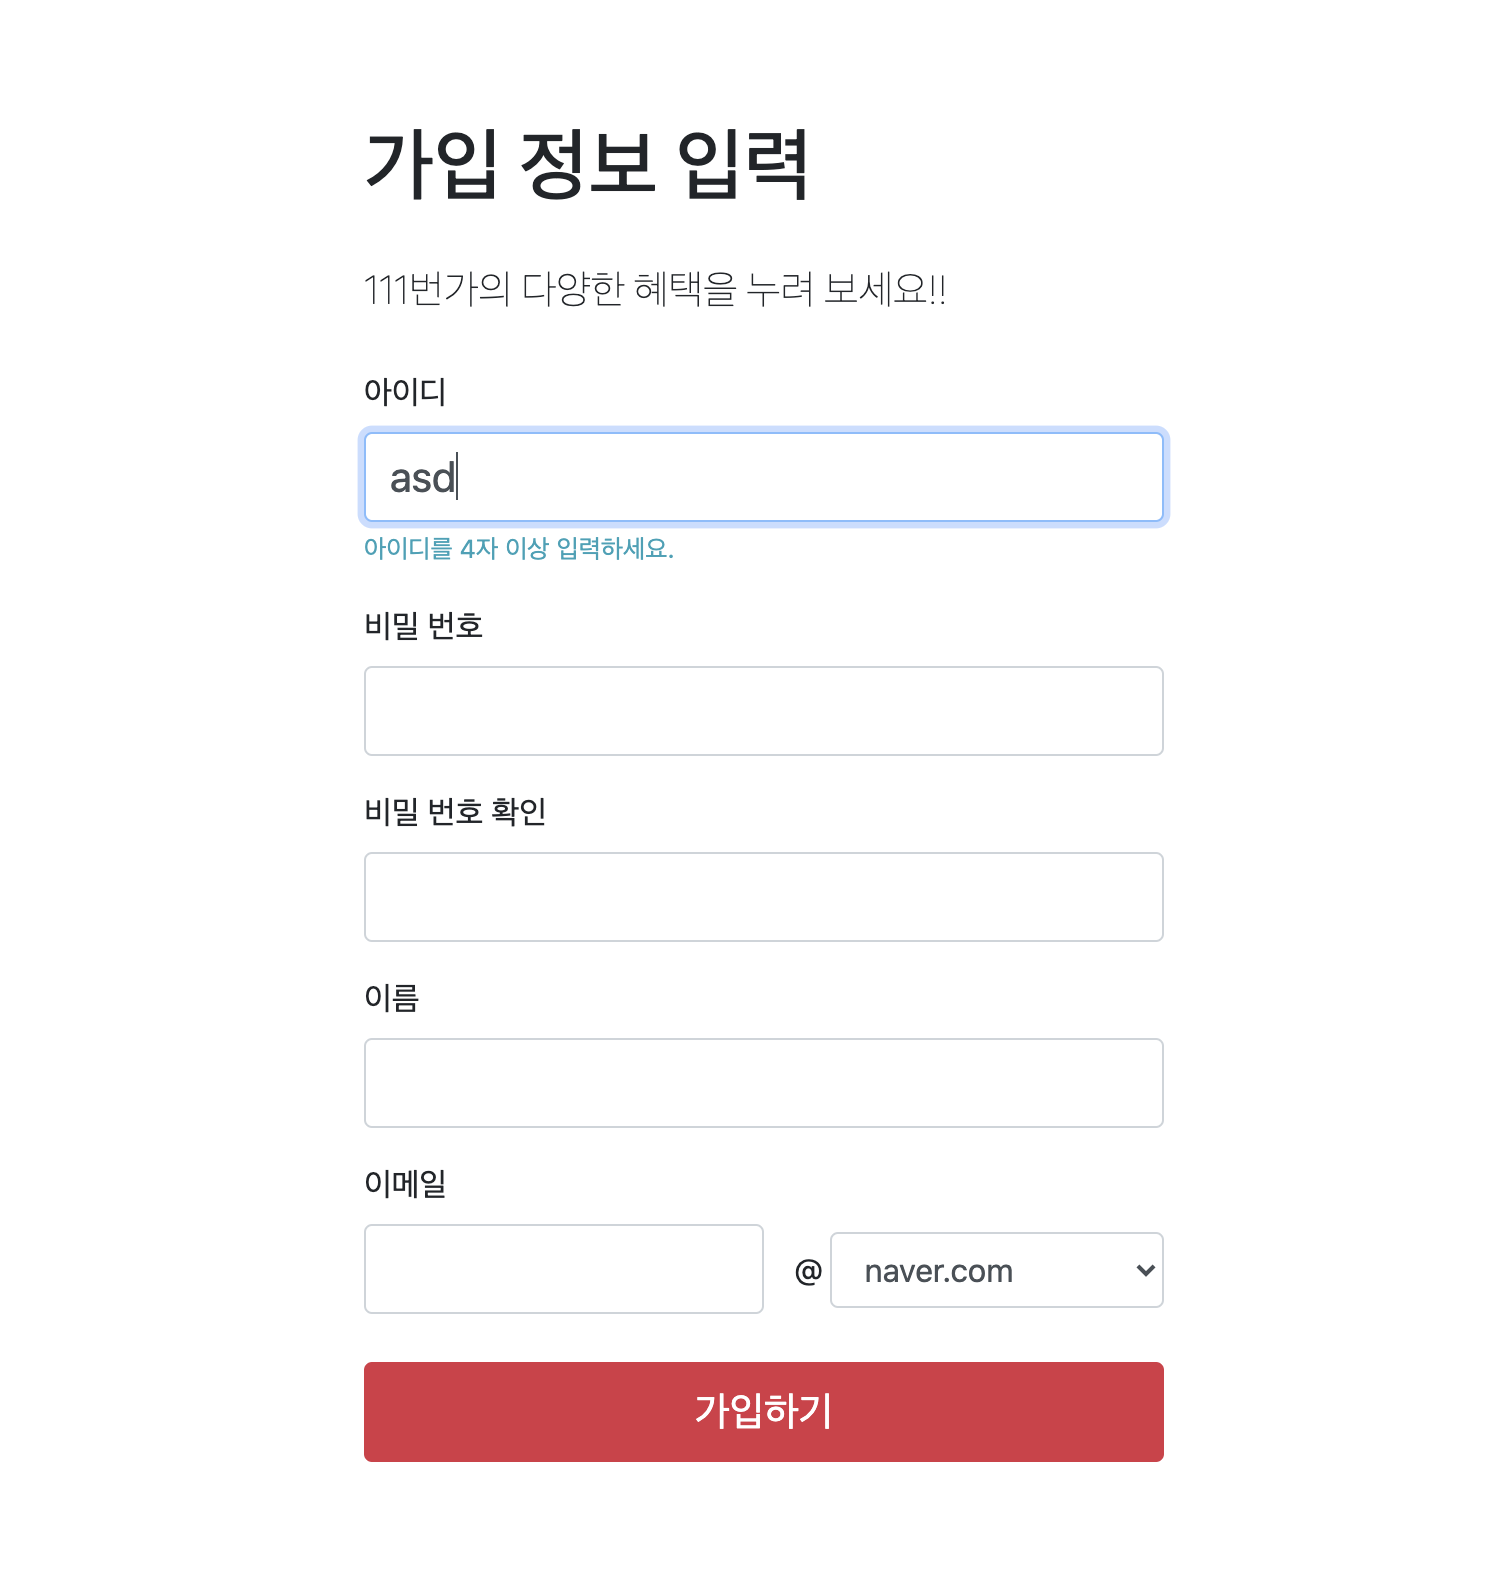 가입 정보 입력
111번가의 다양한 혜택을 누려 보세요!!
아이디
asd
아이디를 4자 이상 입력하세요.
비밀 번호
비밀 번호 확인
이름
이메일
@ naver.com
가입하기